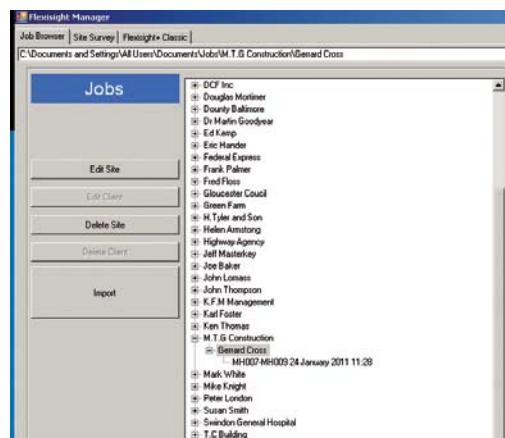 Flexisight Manager
Job Browser Site Survey Flexisight+ Classic
C:\Documents and Settings\All Users\Documents\Jobs\M.T.G Construction\Genard Cross
Jobs
Edit Site
Edit Client
Delete Site
Delete Client
Import
DCF Inc
Douglas Mortimer
Dounty Baltimore
Dr Martin Goodyear
Ed Kemp
Eric Hander
Federal Express
Frank Palmer
Fred Floss
Gloucester Coucil
Green Farm
H.Tyler and Son
Helen Amstong
Highway Agency
Jeff Masterkey
Joe Baker
John Lomass
John Thompson
K.F.M Management
Karl Foster
Ken Thomas
M.T.G Construction
Genard Cross
MH007-MH009 24 January 2011 11:28
Mark White
Mike Knight
Peter London
Susan Smith
Swindon General Hospital
T.C Building